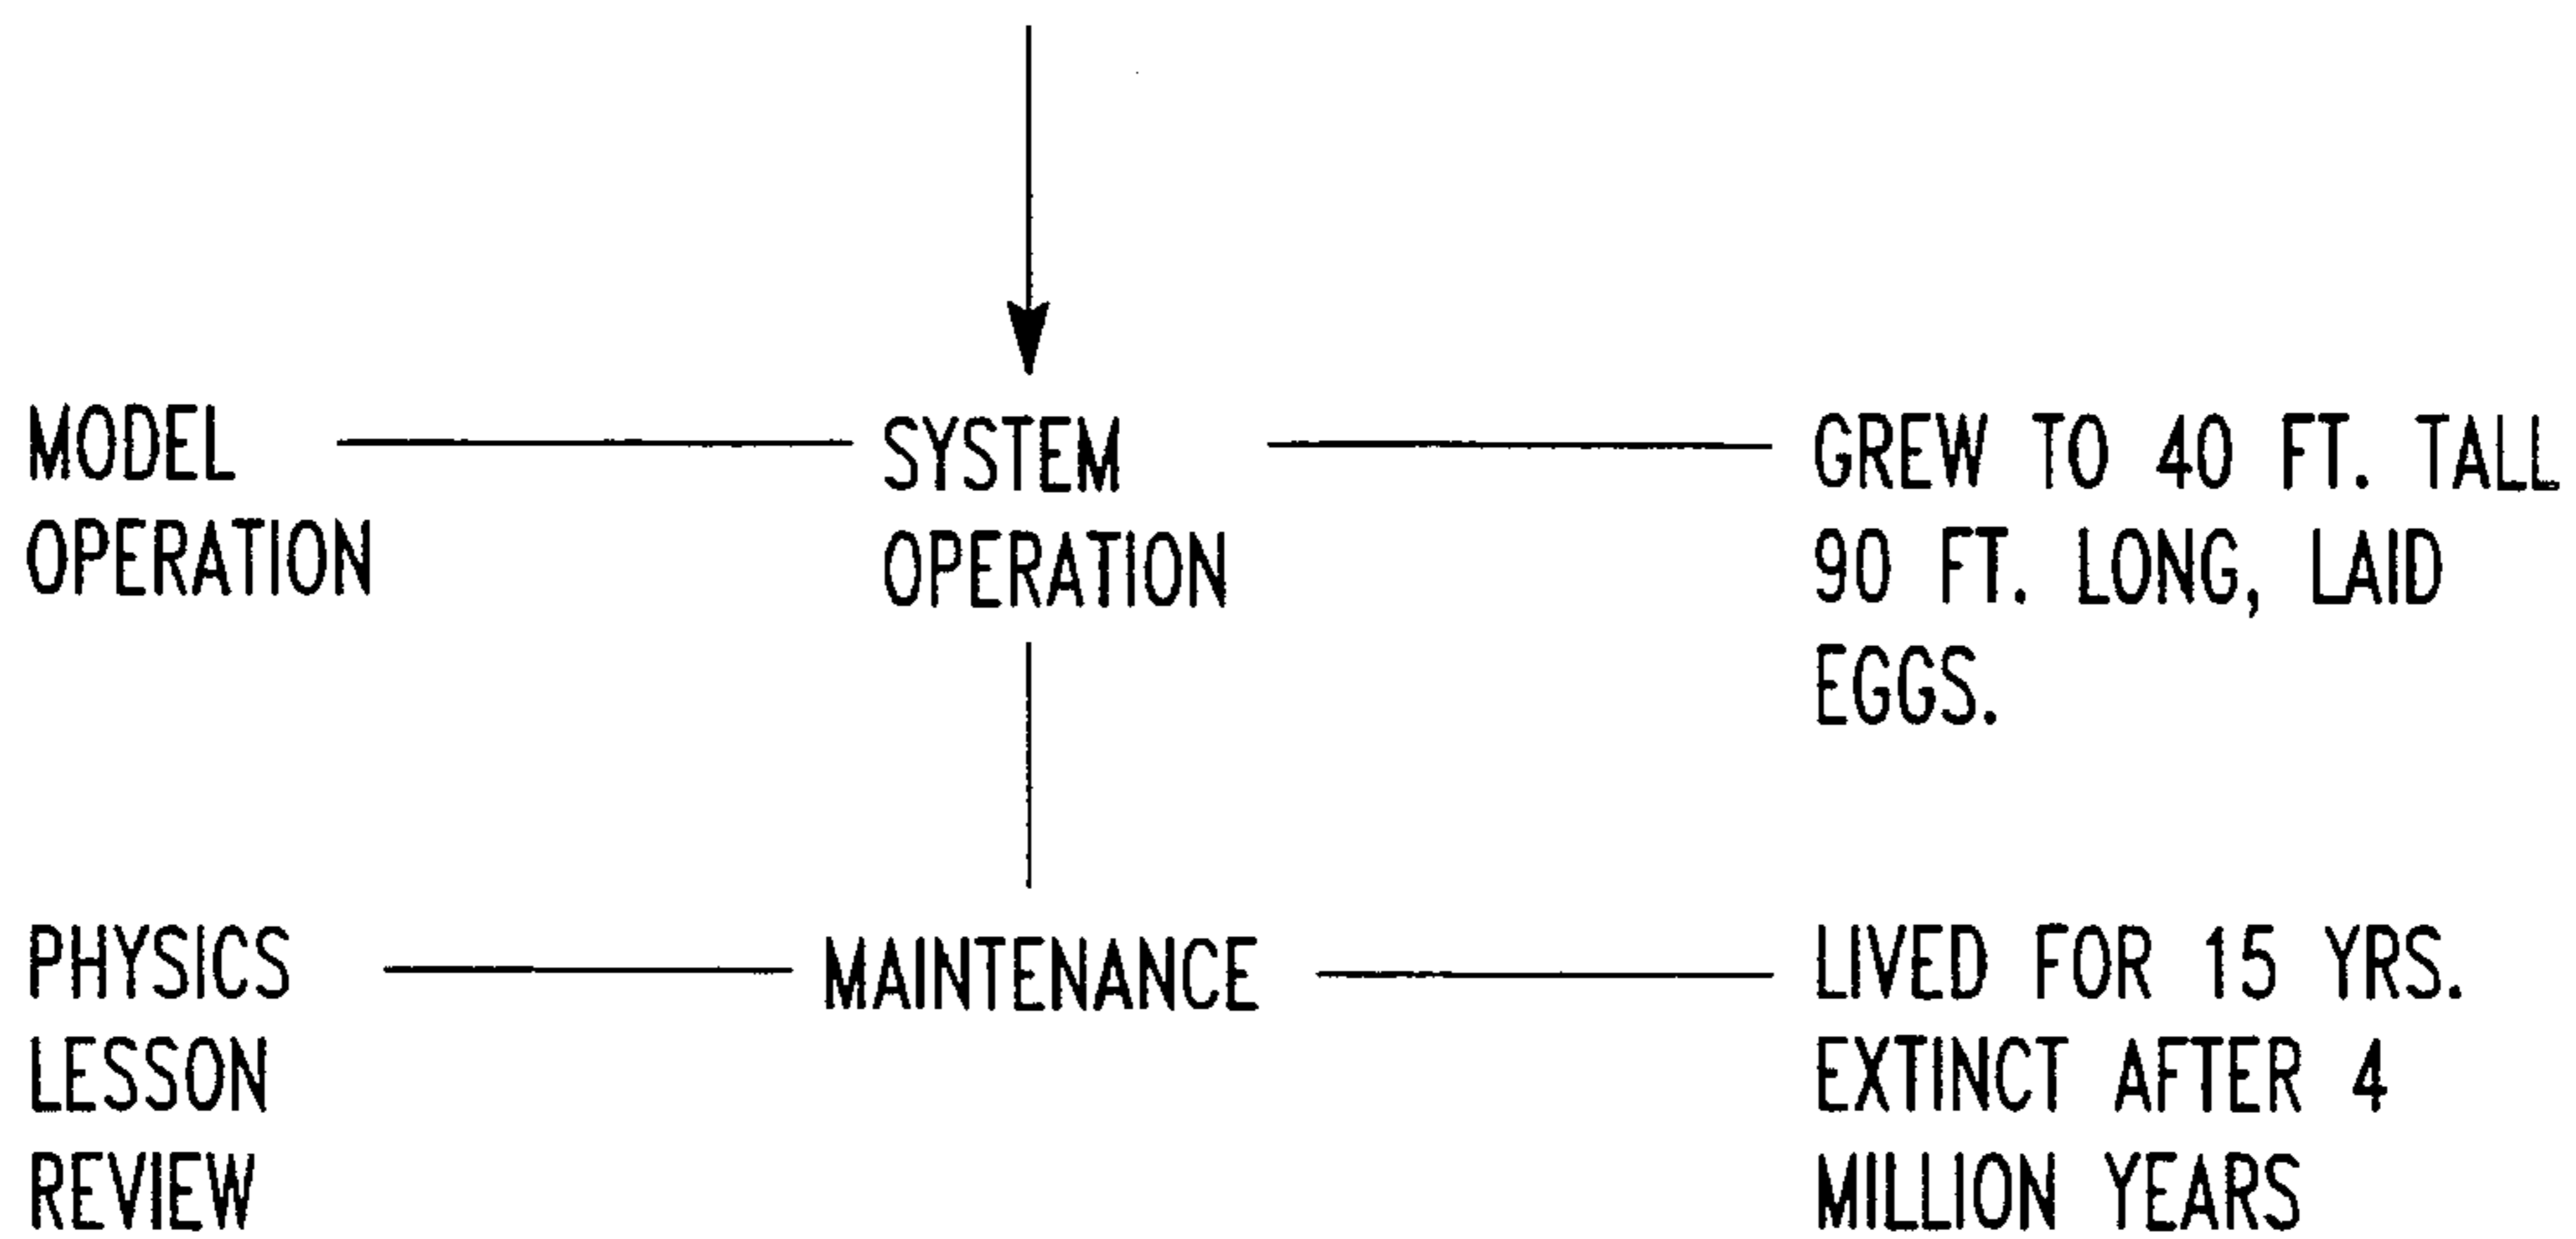 MODEL
OPERATION
SYSTEM
OPERATION
GREW TO 40 FT. TALL
90 FT. LONG, LAID
EGGS.
PHYSICS
LESSON
REVIEW
MAINTENANCE
LIVED FOR 15 YRS.
EXTINCT AFTER 4
MILLION YEARS